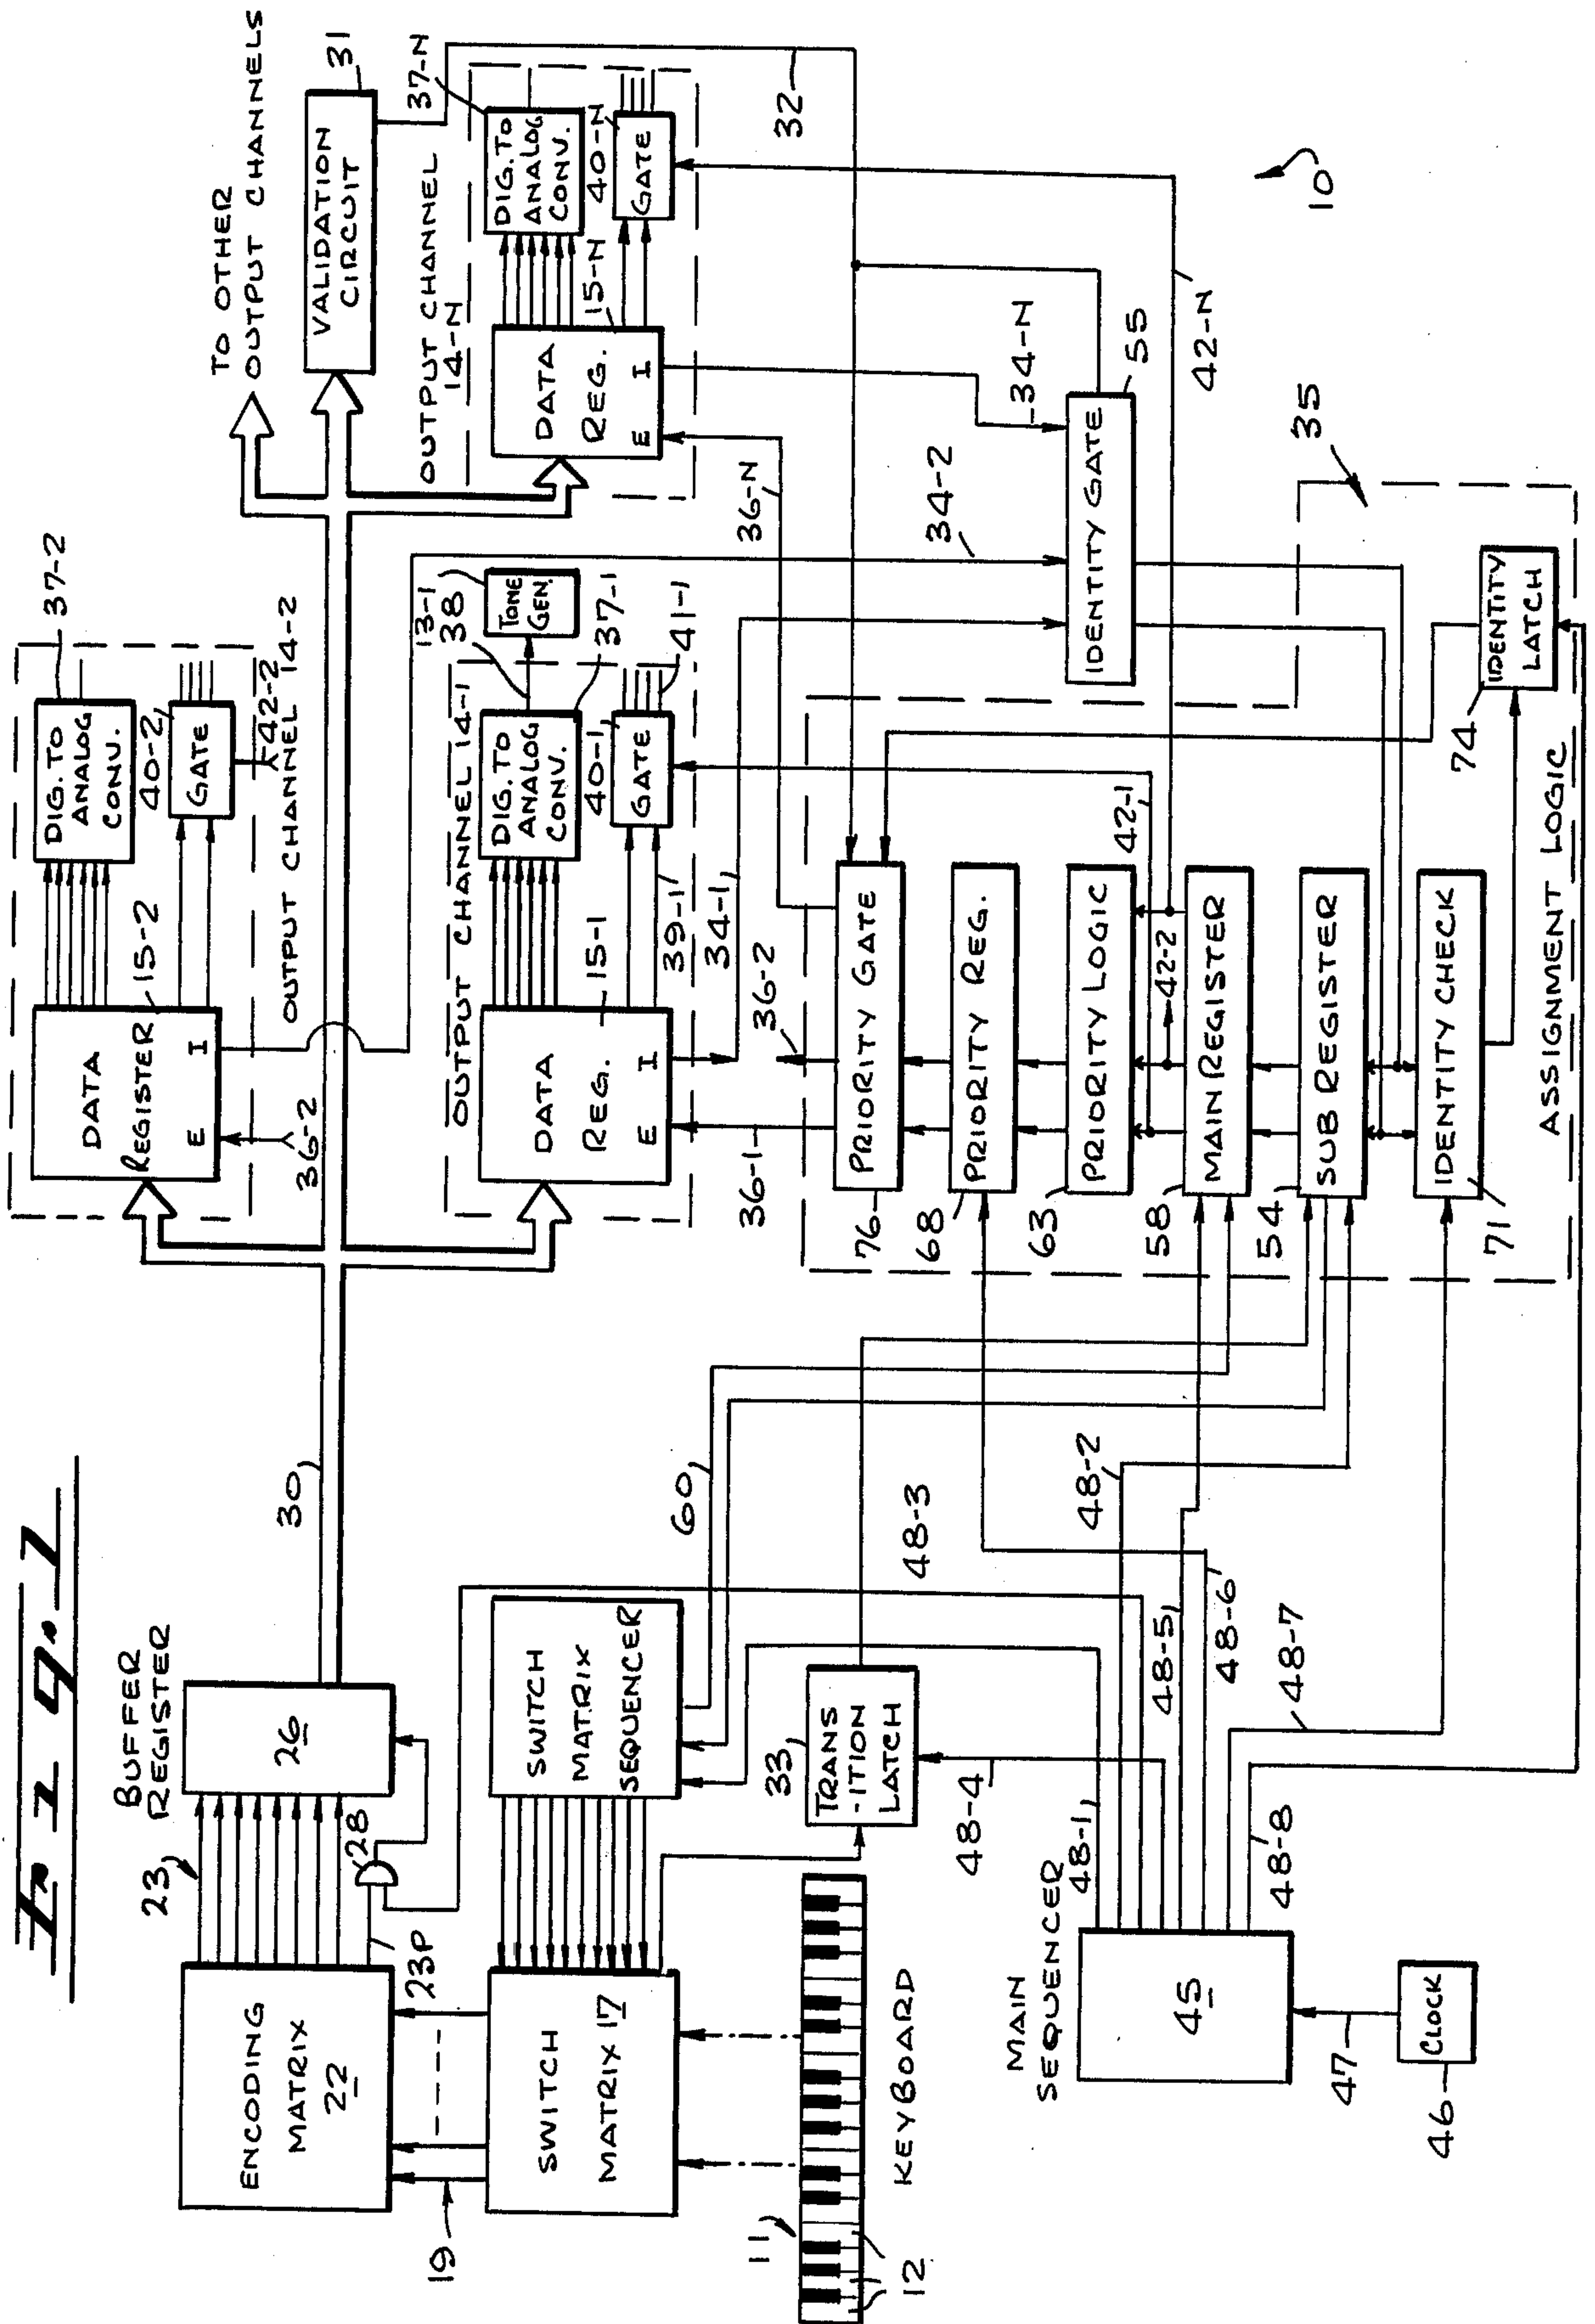 Fig. 1
TO OTHER
OUTPUT CHANNELS
VALIDATION
CIRCUIT
31
32
10
DATA
REGISTER
15-2
E
I
36-2
DIG. TO
ANALOG
CONV.
37-2
40-2
GATE
42-2
OUTPUT CHANNEL 14-2
OUTPUT CHANNEL
14-N
DATA
REG.
E
I
15-N
DIG. TO
ANALOG
CONV.
37-N
40-N
GATE
36-N
34-N
42-N
30
BUFFER
REGISTER
26
23
28
23P
ENCODING
MATRIX
22
19
SWITCH
MATRIX 17
SWITCH
MATRIX
SEQUENCER
60
OUTPUT CHANNEL 14-1
DATA
REG.
E
I
15-1
DIG. TO
ANALOG
CONV.
37-1
38
13-1
TONE
GEN.
40-1
GATE
41-1
39-1
34-1
34-2
36-1
36-2
IDENTITY GATE
55
11
12
KEYBOARD
33
TRANS
-ITION
LATCH
48-4
48-3
PRIORITY GATE
76
PRIORITY REG.
68
PRIORITY LOGIC
63
42-1
42-2
MAIN REGISTER
58
SUB REGISTER
54
IDENTITY CHECK
71
IDENTITY
LATCH
74
35
ASSIGNMENT LOGIC
MAIN
SEQUENCER
45
47
CLOCK
46
48-1
48-2
48-5
48-6
48-7
48-8